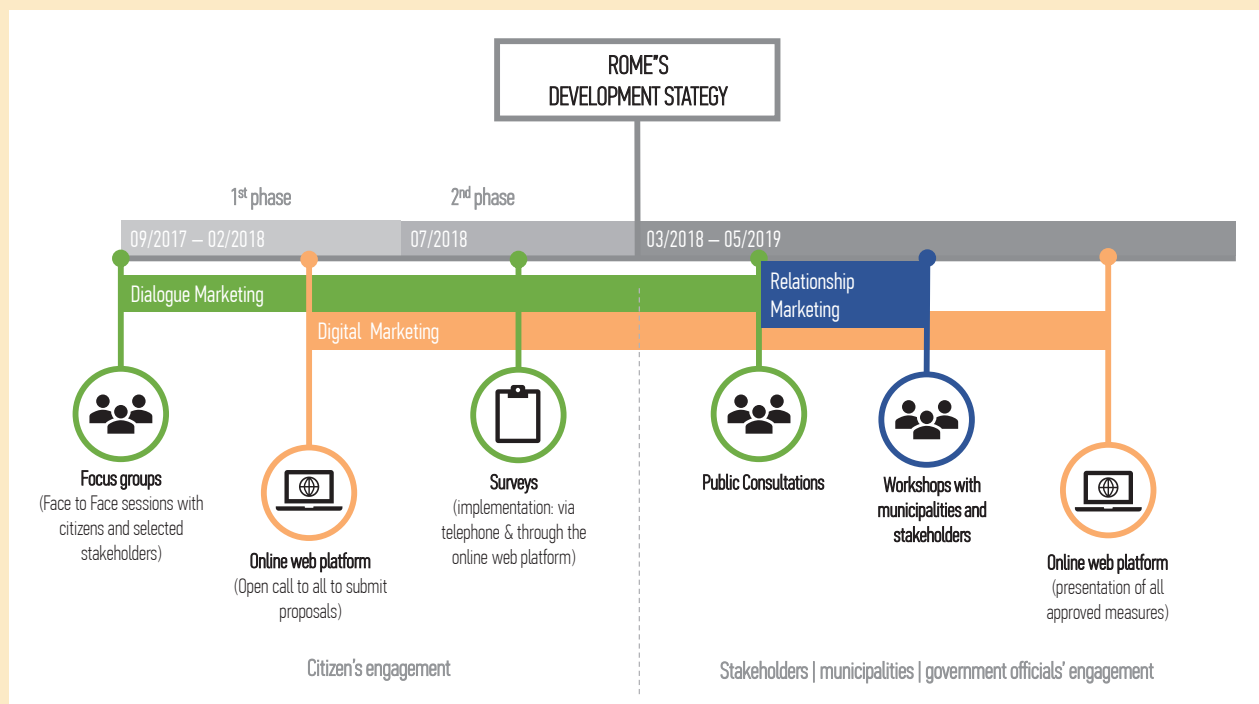 ROME"S
DEVELOPMENT STATEGY
1st phase
2nd phase
09/2017 – 02/2018
07/2018
03/2018 – 05/2019
Dialogue Marketing
Relationship
Marketing
Digital Marketing
Focus groups
(Face to Face sessions with
citizens and selected
stakeholders)
Online web platform
(Open call to all to submit
proposals)
Surveys
(implementation: via
telephone & through the
online web platform)
Public Consultations
Workshops with
municipalities and
stakeholders
Online web platform
(presentation of all
approved measures)
Citizen's engagement
Stakeholders | municipalities | government officials' engagement